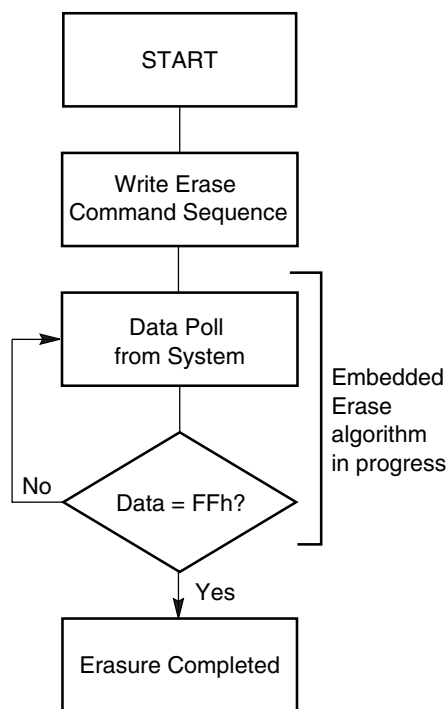 START
Write Erase
Command Sequence
Data Poll
from System
Embedded
Erase
algorithm
in progress
No
Data = FFh?
Yes
Erasure Completed